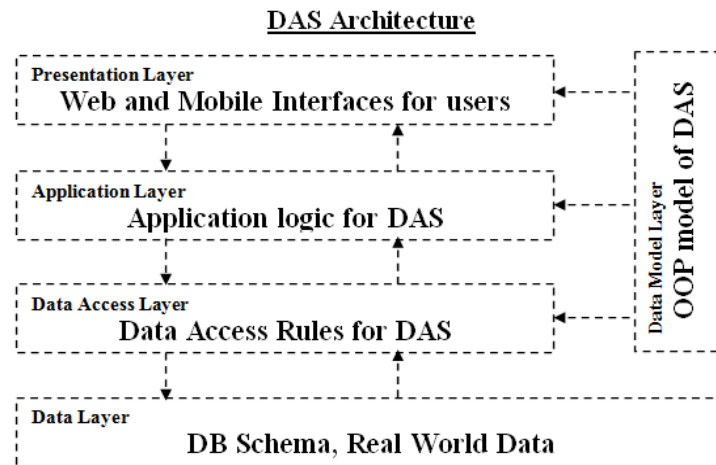 DAS Architecture
Presentation Layer
Web and Mobile Interfaces for users
Application Layer
Application logic for DAS
Data Access Layer
Data Access Rules for DAS
Data Layer
DB Schema, Real World Data
Data Model Layer
OOP model of DAS